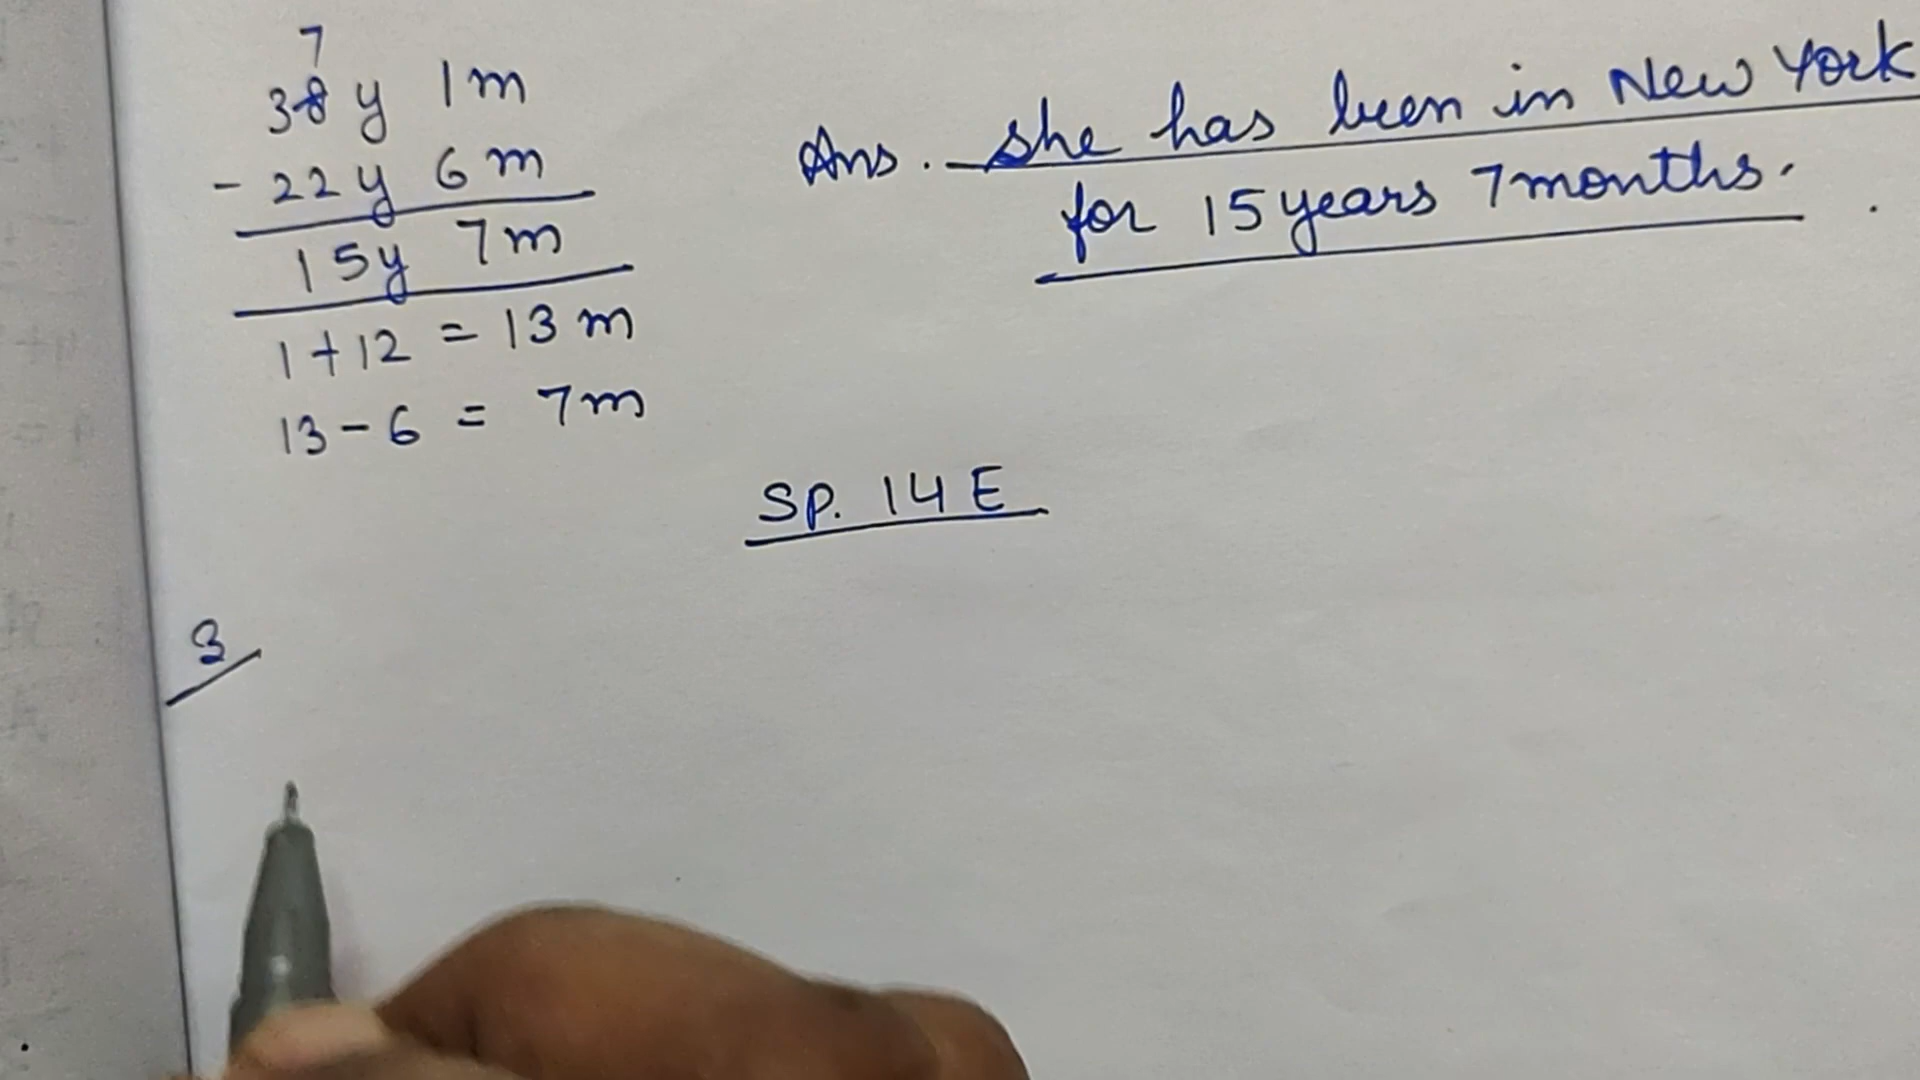 7
38 y 1 m
- 22 y 6 m
15 y 7 m
1 + 12 = 13 m
13 - 6 = 7 m
Ans. She has been in New York
for 15 years 7 months.
SP. 14 E
3